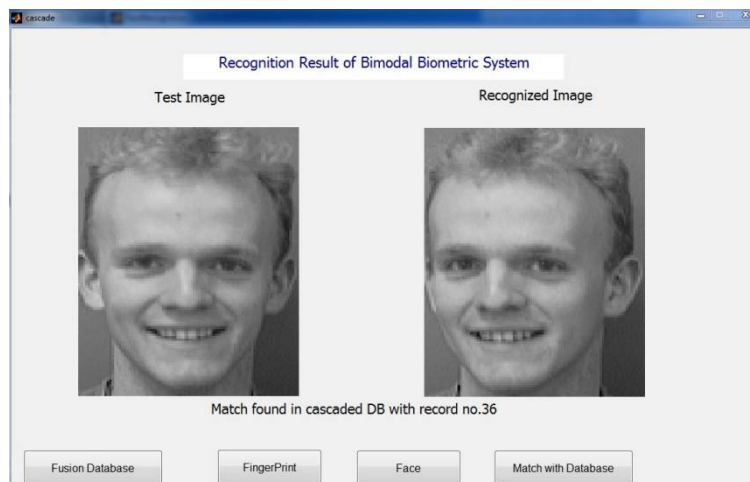 cascade
Recognition Result of Bimodal Biometric System
Test Image
Recognized Image
Match found in cascaded DB with record no.36
Fusion Database
FingerPrint
Face
Match with Database